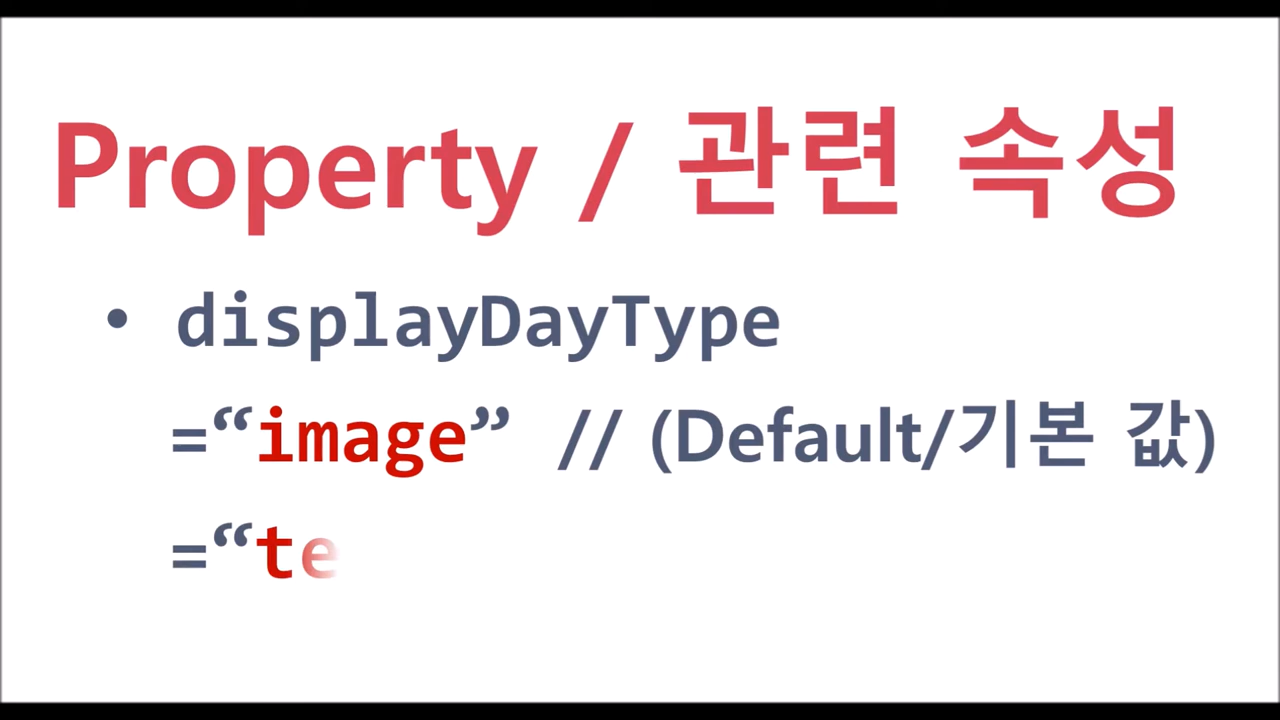 Property / 관련 속성
• displayDayType
=“image” // (Default/기본 값)
=“te